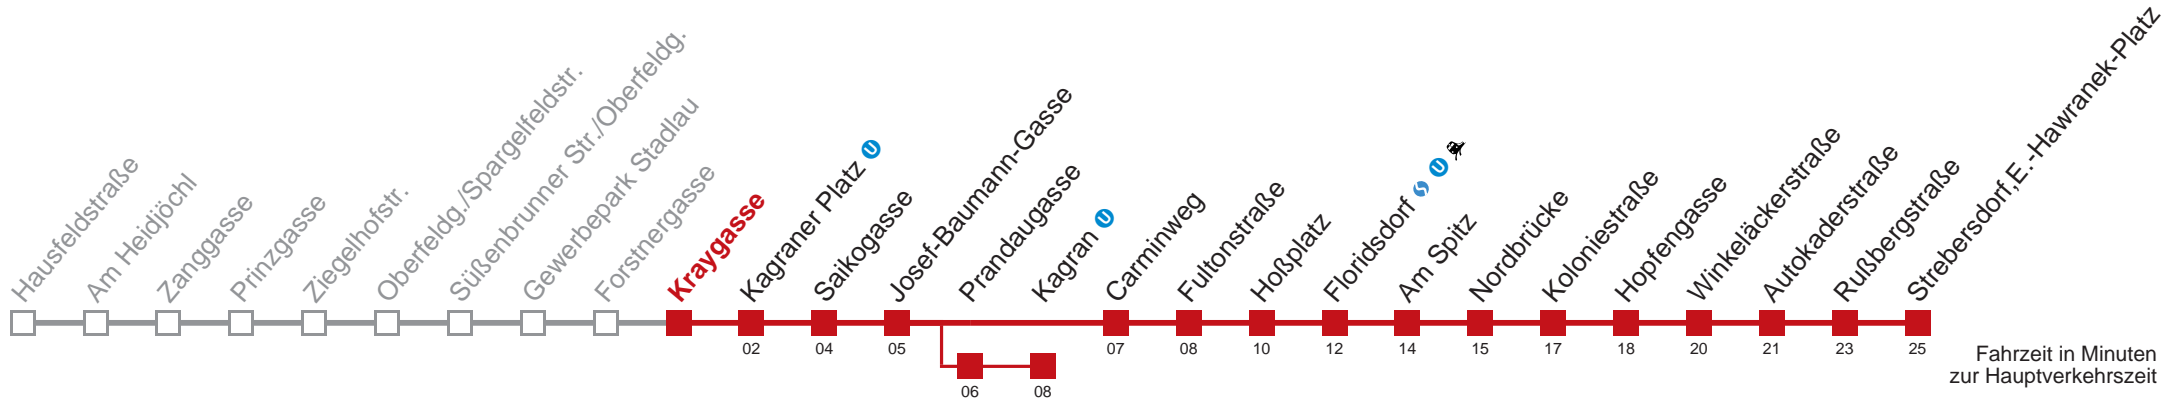 Hausfeldstraße
Am Heidjöchl
Zanggasse
Prinzgasse
Ziegelhofstr.
Oberfeldg./Spargelfeldstr.
Süßenbrunner Str./Oberfeldg.
Gewerbepark Stadlau
Forstnergasse
Kraygasse
Kagraner Platz U
Saikogasse
Josef-Baumann-Gasse
Prandaugasse
Kagran U
Carminweg
Fultonstraße
Hoßplatz
Floridsdorf S U
Am Spitz
Nordbrücke
Koloniestraße
Hopfengasse
Winkeläckerstraße
Autokaderstraße
Rußbergstraße
Strebersdorf,E.-Hawranek-Platz
02 04 05 07 08 10 12 14 15 17 18 20 21 23 25
06 08
Fahrzeit in Minuten
zur Hauptverkehrszeit